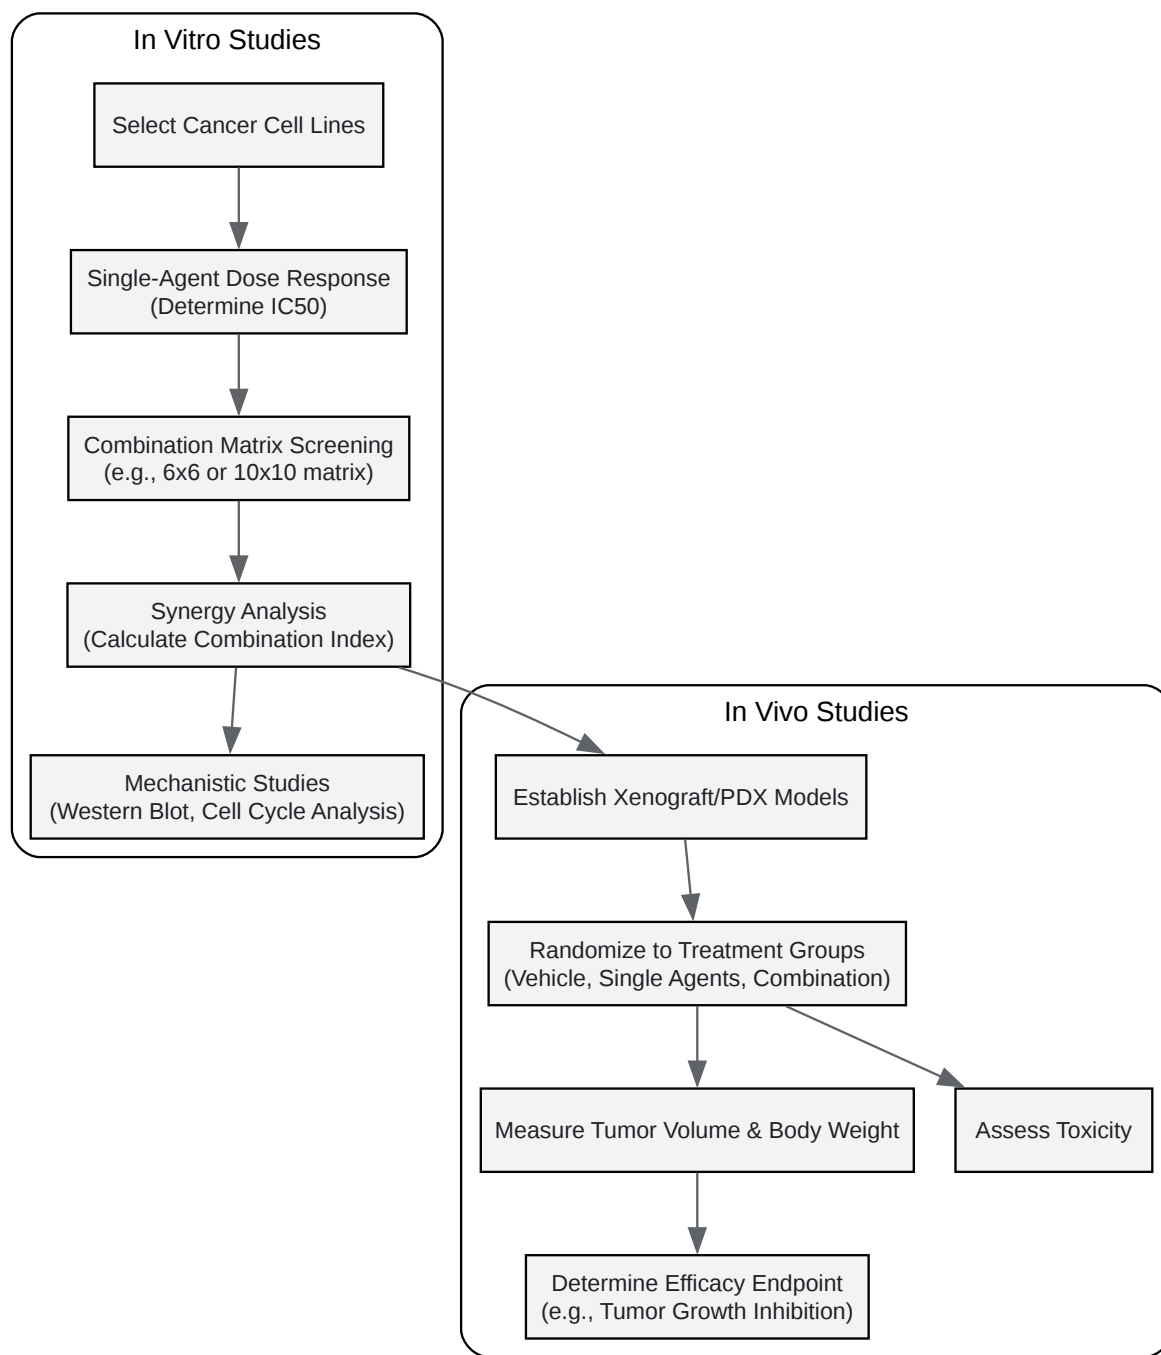 In Vitro Studies
Select Cancer Cell Lines
Single-Agent Dose Response
(Determine IC50)
Combination Matrix Screening
(e.g., 6x6 or 10x10 matrix)
Synergy Analysis
(Calculate Combination Index)
Mechanistic Studies
(Western Blot, Cell Cycle Analysis)
In Vivo Studies
Establish Xenograft/PDX Models
Randomize to Treatment Groups
(Vehicle, Single Agents, Combination)
Measure Tumor Volume & Body Weight
Assess Toxicity
Determine Efficacy Endpoint
(e.g., Tumor Growth Inhibition)